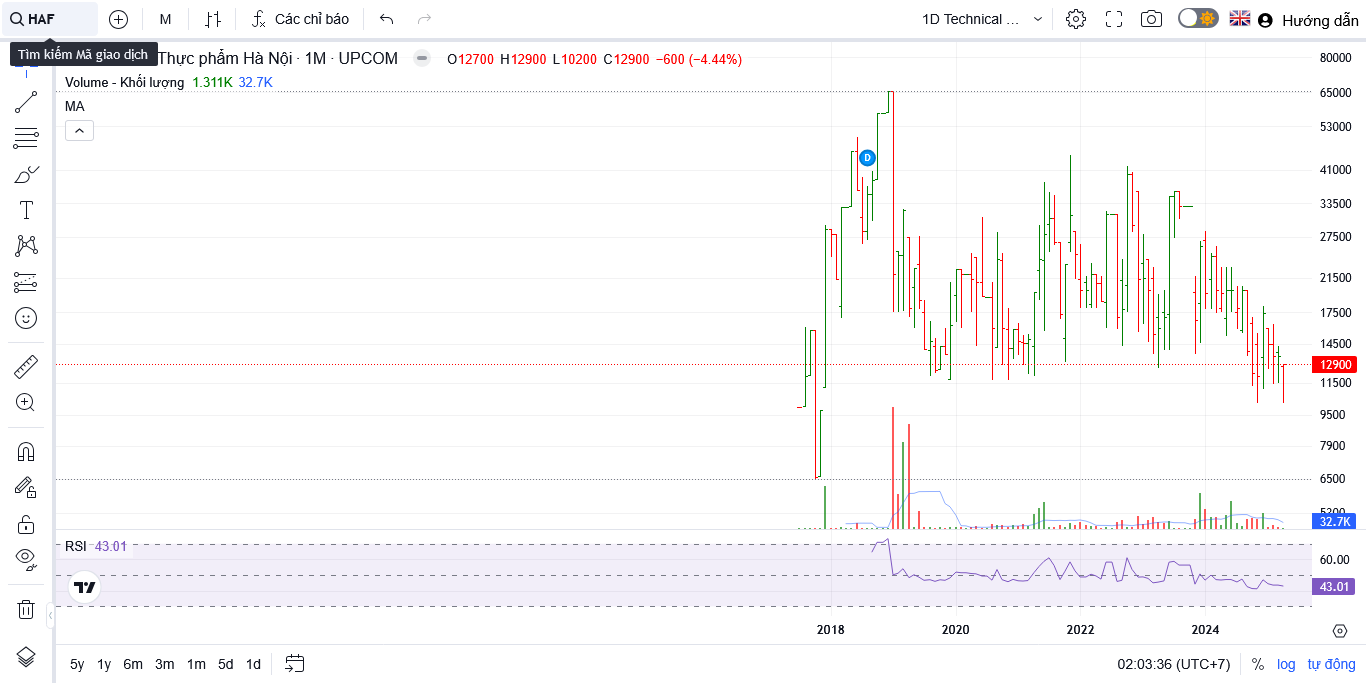 HAF M Các chỉ báo 1D Technical ... Hướng dẫn
Tìm kiếm Mã giao dịch
Thực phẩm Hà Nội · 1M · UPCOM O12700 H12900 L10200 C12900 −600 (−4.44%)
Volume - Khối lượng 1.311K 32.7K
MA
D
80000
65000
53000
41000
33500
27500
21500
17500
14500
12900
11500
9500
7900
6500
5200
32.7K
RSI 43.01
60.00
43.01
2018 2020 2022 2024
5y 1y 6m 3m 1m 5d 1d 02:03:36 (UTC+7) % log tự động